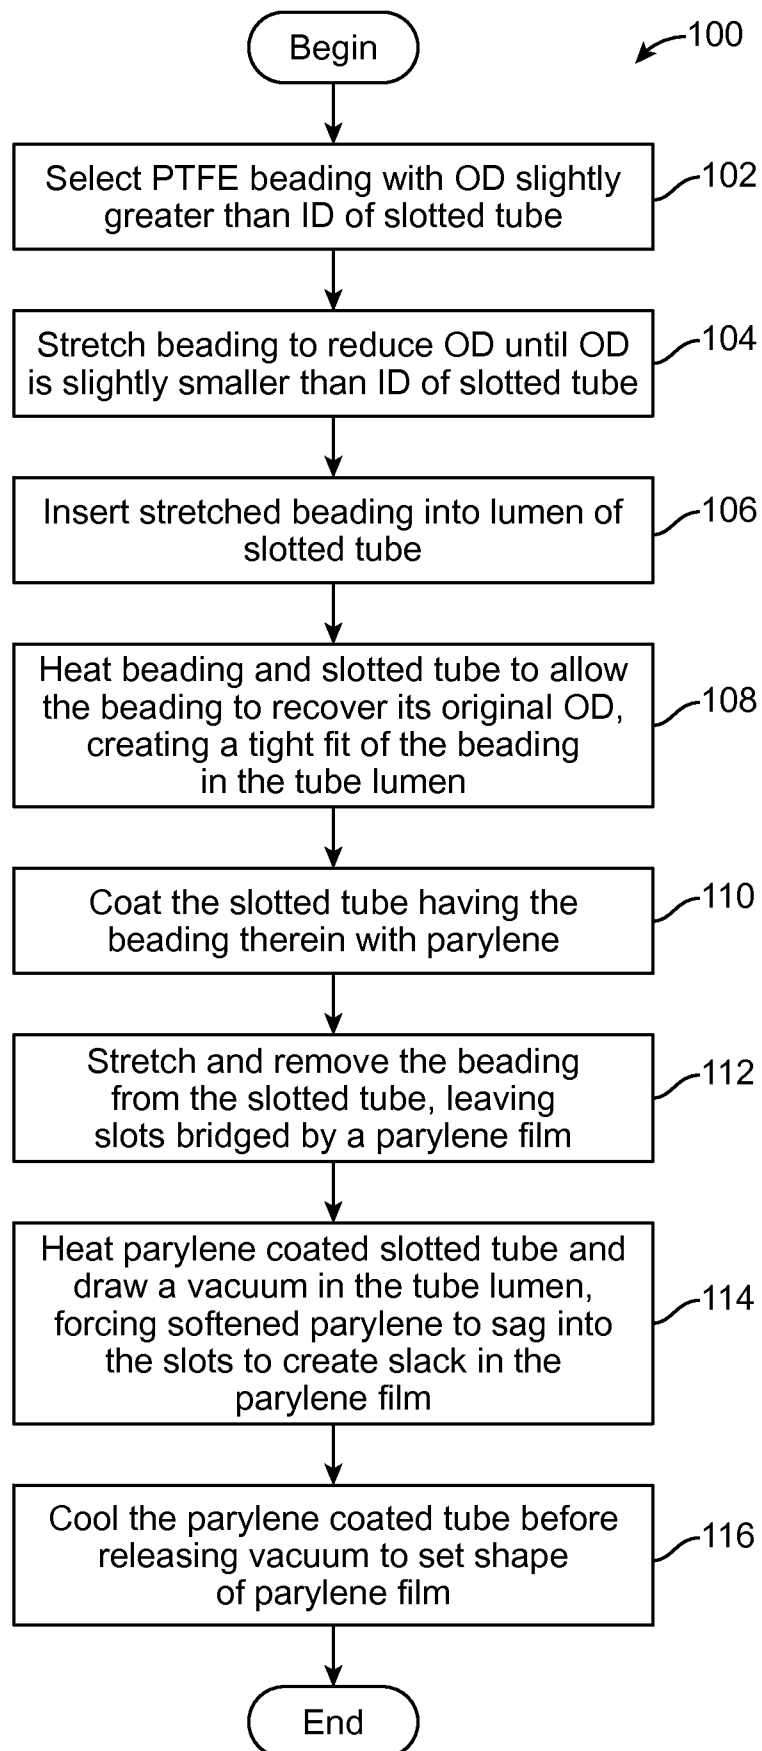 Begin
100
Select PTFE beading with OD slightly
greater than ID of slotted tube
102
Stretch beading to reduce OD until OD
is slightly smaller than ID of slotted tube
104
Insert stretched beading into lumen of
slotted tube
106
Heat beading and slotted tube to allow
the beading to recover its original OD,
creating a tight fit of the beading
in the tube lumen
108
Coat the slotted tube having the
beading therein with parylene
110
Stretch and remove the beading
from the slotted tube, leaving
slots bridged by a parylene film
112
Heat parylene coated slotted tube and
draw a vacuum in the tube lumen,
forcing softened parylene to sag into
the slots to create slack in the
parylene film
114
Cool the parylene coated tube before
releasing vacuum to set shape
of parylene film
116
End